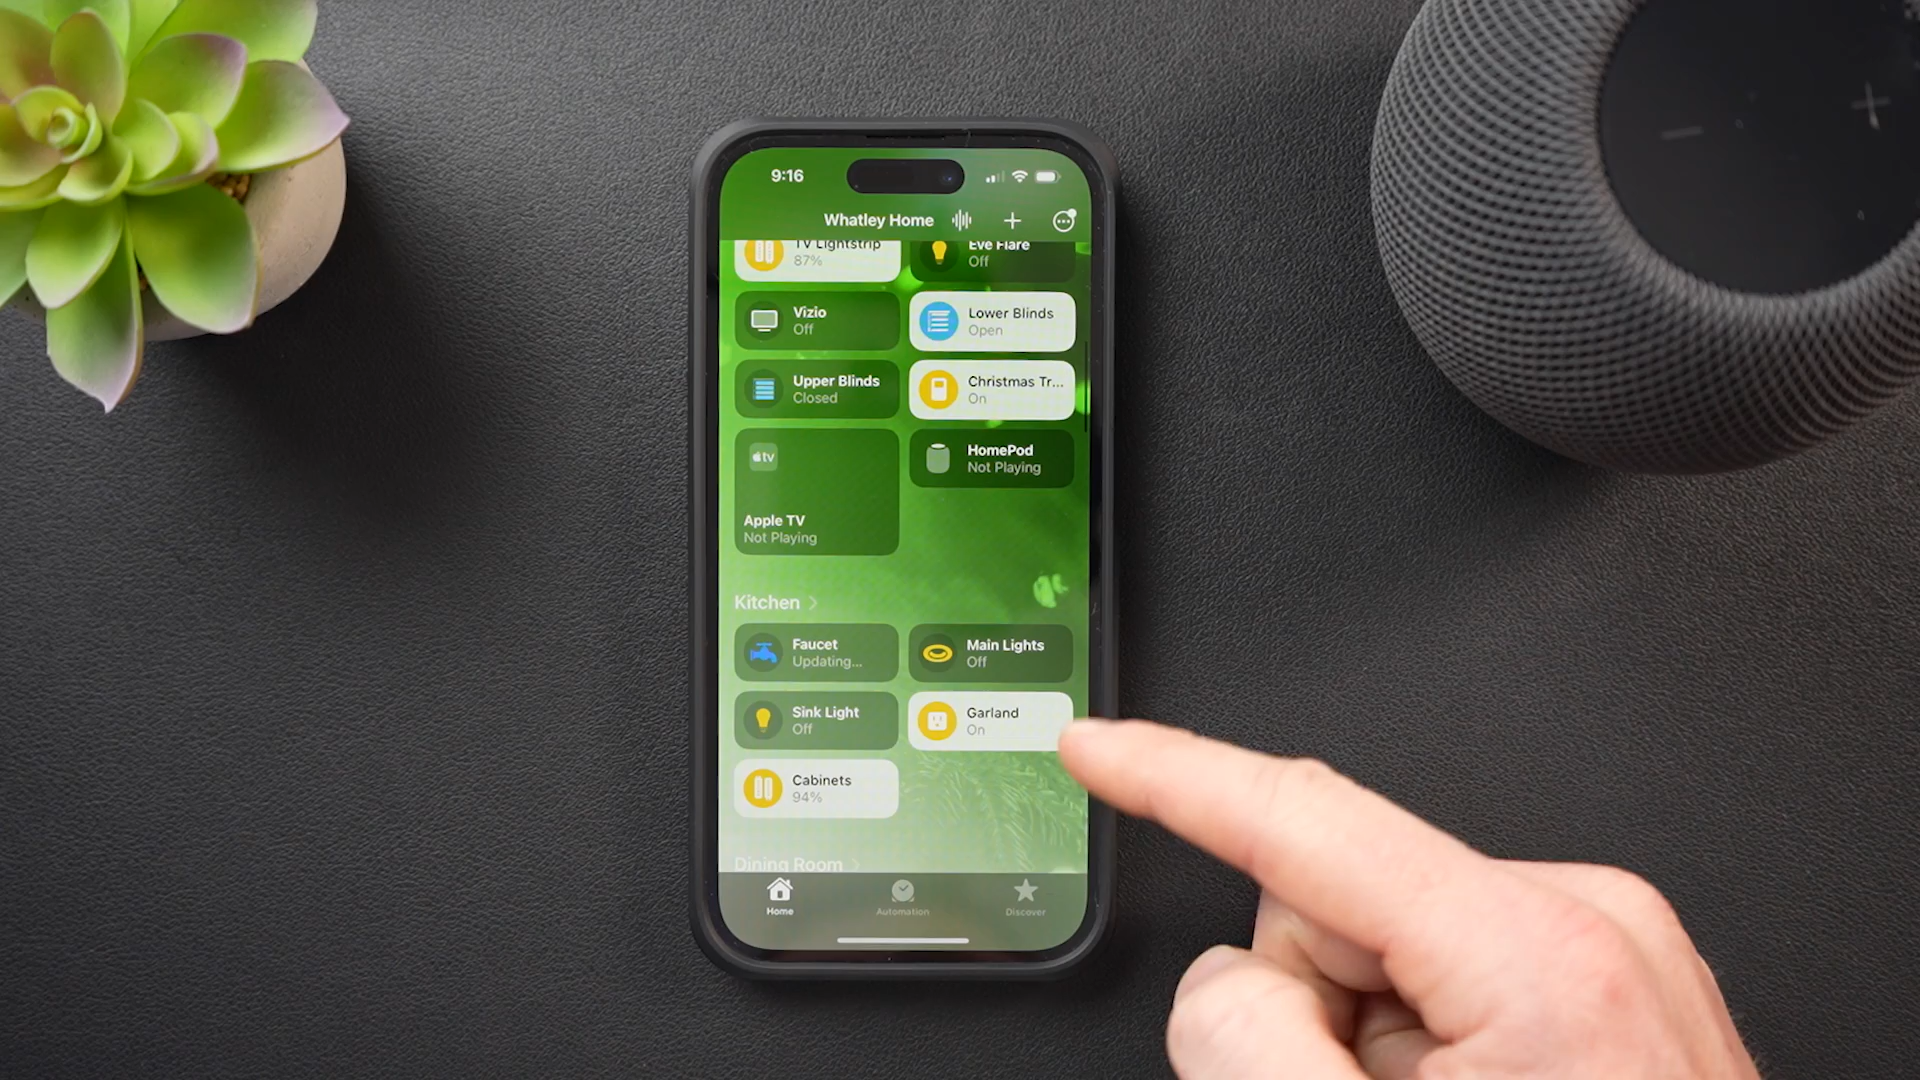 9:16
Whatley Home
TV Lightstrip
87%
Eve Flare
Off
Vizio
Off
Lower Blinds
Open
Upper Blinds
Closed
Christmas Tr...
On
tv
Apple TV
Not Playing
HomePod
Not Playing
Kitchen
Faucet
Updating...
Main Lights
Off
Sink Light
Off
Garland
On
Cabinets
94%
Dining Room
Home
Automation
Discover